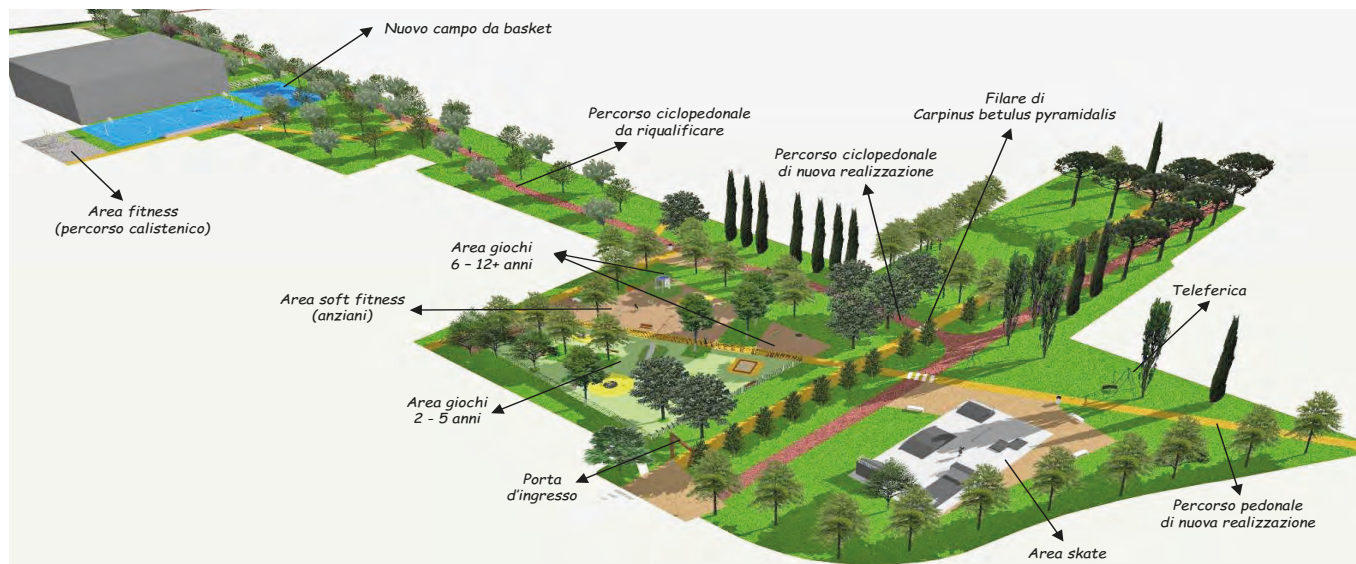 Nuovo campo da basket
Percorso ciclopedonale
da riqualificare
Filare di
Carpinus betulus pyramidalis
Percorso ciclopedonale
di nuova realizzazione
Area fitness
(percorso calistenico)
Area giochi
6 – 12+ anni
Area soft fitness
(anziani)
Teleferica
Area giochi
2 - 5 anni
Porta
d'ingresso
Percorso pedonale
di nuova realizzazione
Area skate